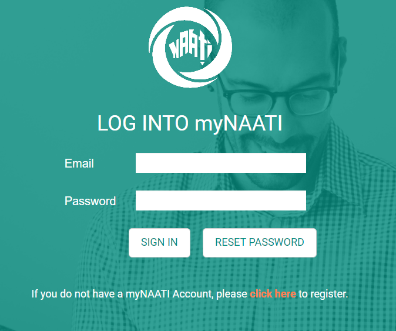 NAATI
LOG INTO myNAATI
Email
Password
SIGN IN
RESET PASSWORD
If you do not have a myNAATI Account, please click here to register.